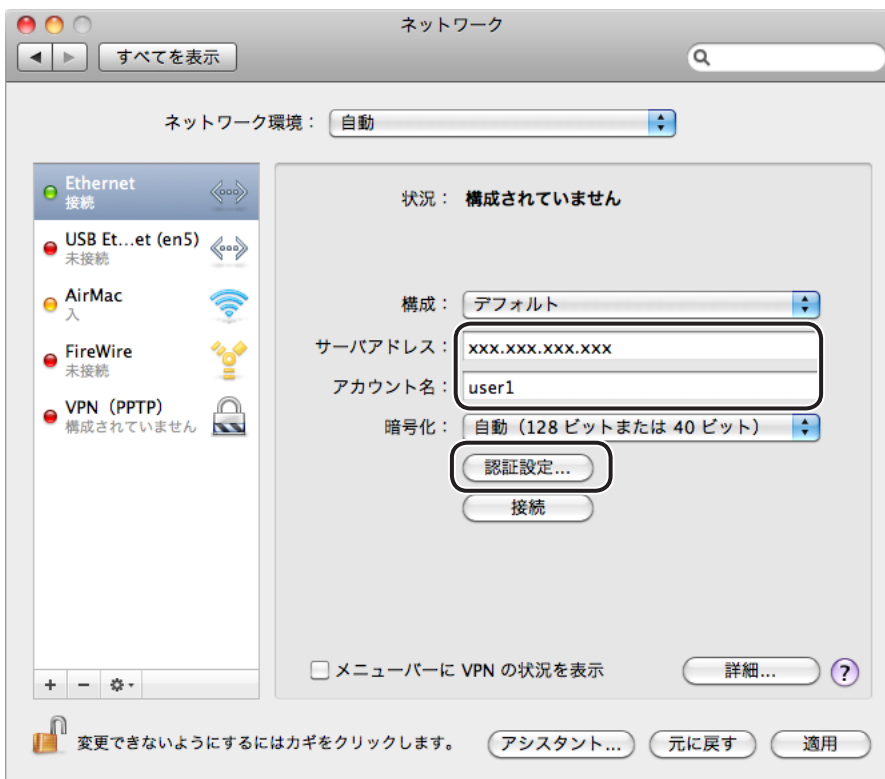 ネットワーク
すべてを表示
ネットワーク環境： 自動
Ethernet
接続
USB Et...et (en5)
未接続
AirMac
入
FireWire
未接続
VPN（PPTP）
構成されていません
状況： 構成されていません
構成： デフォルト
サーバアドレス： xxx.xxx.xxx.xxx
アカウント名： user1
暗号化： 自動（128 ビットまたは 40 ビット）
認証設定...
接続
メニューバーに VPN の状況を表示
詳細...
?
変更できないようにするにはカギをクリックします。
アシスタント...
元に戻す
適用